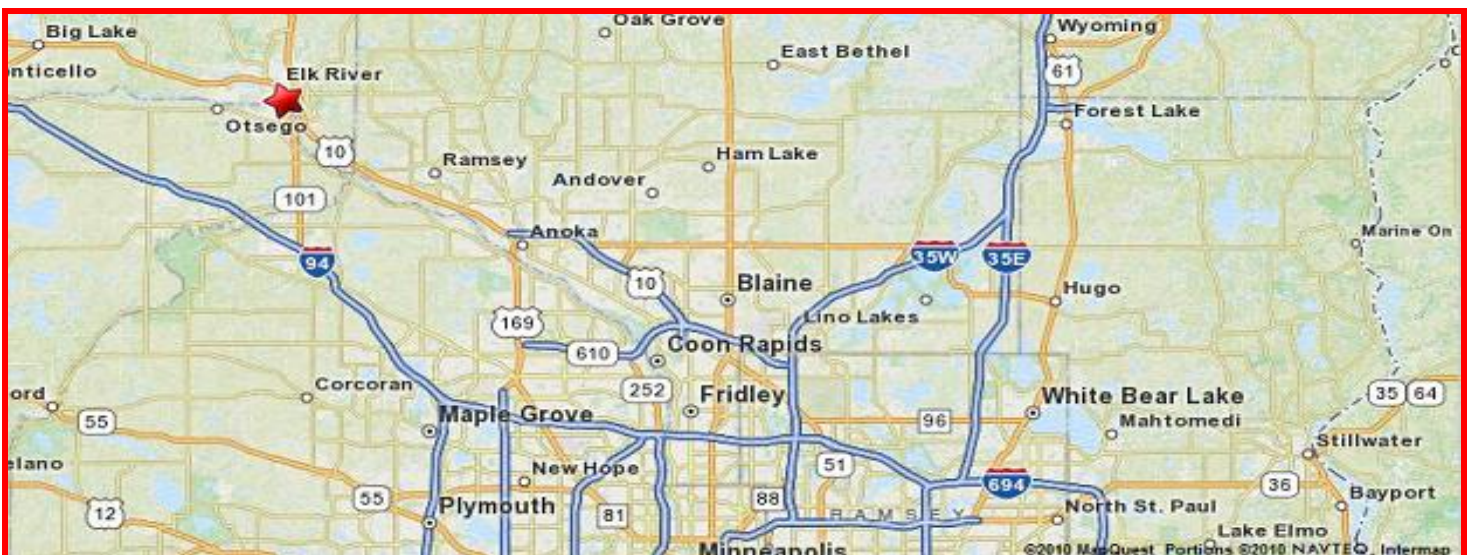 Oak Grove
Wyoming
Big Lake
East Bethel
nticello
Elk River
61
Forest Lake
Otsego
10
Ramsey
Ham Lake
Andover
101
Anoka
Marine On
94
35W
35E
10
Blaine
Hugo
Lino Lakes
169
610
Coon Rapids
Corcoran
252
Fridley
35
64
ord
White Bear Lake
55
Maple Grove
96
Mahtomedi
Stillwater
elano
New Hope
51
694
36
55
88
Bayport
12
Plymouth
81
RAMSEY
North St. Paul
Lake Elmo
Minneapolis
©2010 MapQuest Portions ©2010 NAVTEQ, Intermap